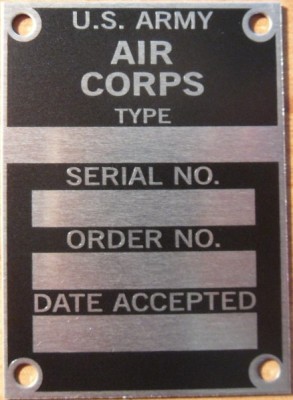 U.S. ARMY
AIR
CORPS
TYPE
SERIAL NO.
ORDER NO.
DATE ACCEPTED